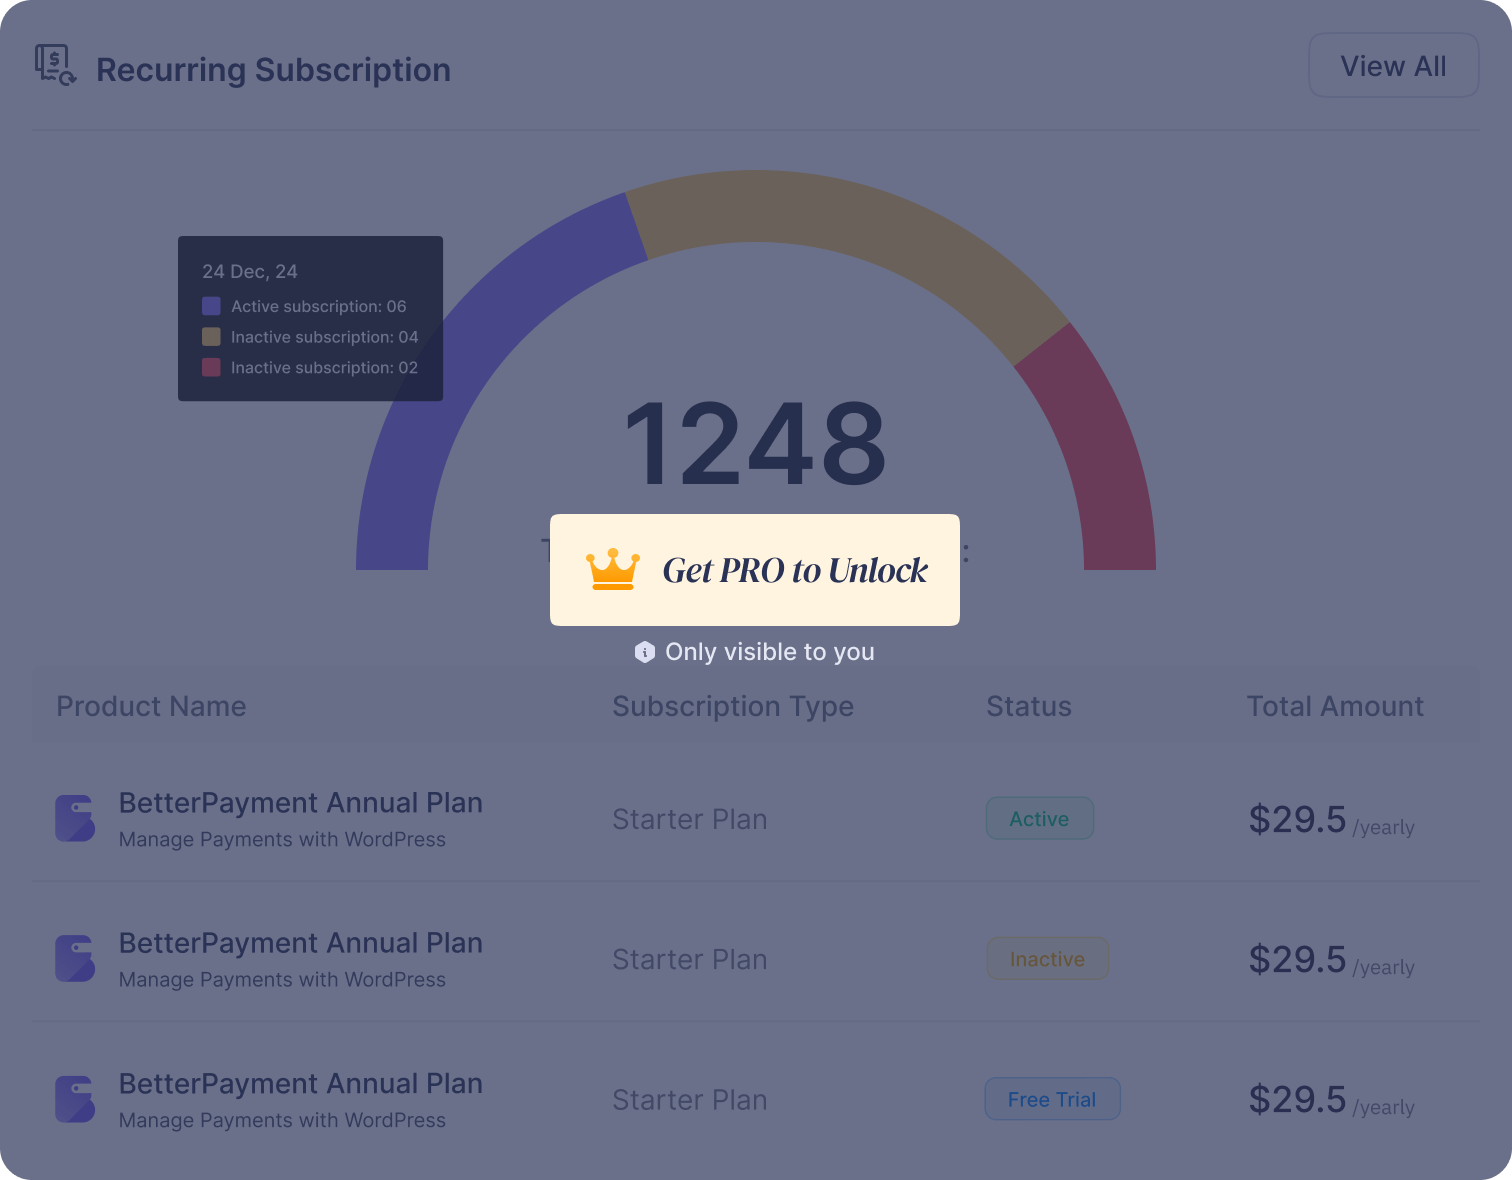 Recurring Subscription
View All
24 Dec, 24
Active subscription: 06
Inactive subscription: 04
Inactive subscription: 02
1248
Get PRO to Unlock
Only visible to you
Product Name Subscription Type Status Total Amount
BetterPayment Annual Plan
Manage Payments with WordPress
Starter Plan
Active
$29.5 /yearly
BetterPayment Annual Plan
Manage Payments with WordPress
Starter Plan
Inactive
$29.5 /yearly
BetterPayment Annual Plan
Manage Payments with WordPress
Starter Plan
Free Trial
$29.5 /yearly